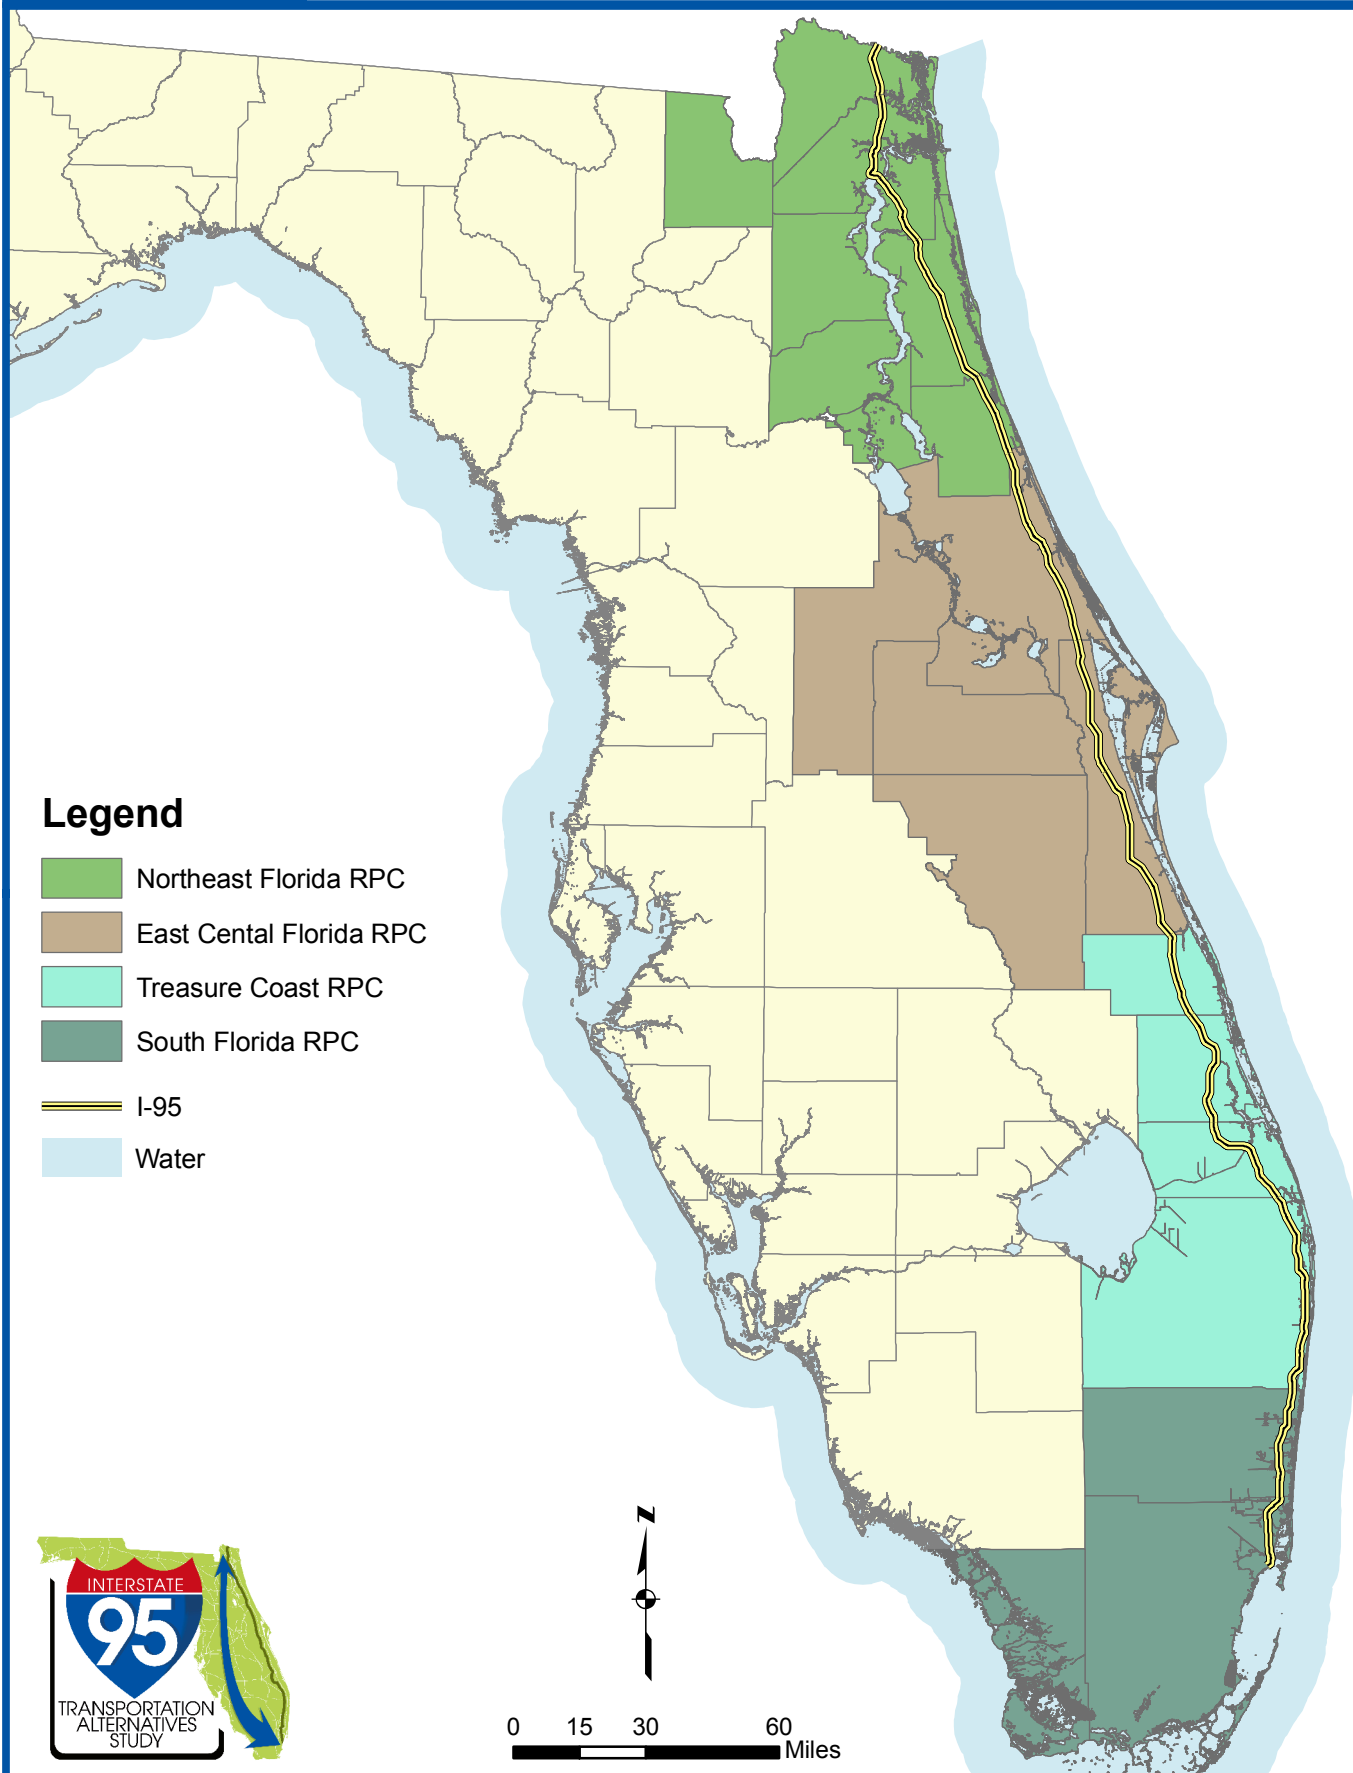 Legend
Northeast Florida RPC
East Cental Florida RPC
Treasure Coast RPC
South Florida RPC
I-95
Water
INTERSTATE
95
TRANSPORTATION
ALTERNATIVES
STUDY
N
0 15 30 60
Miles